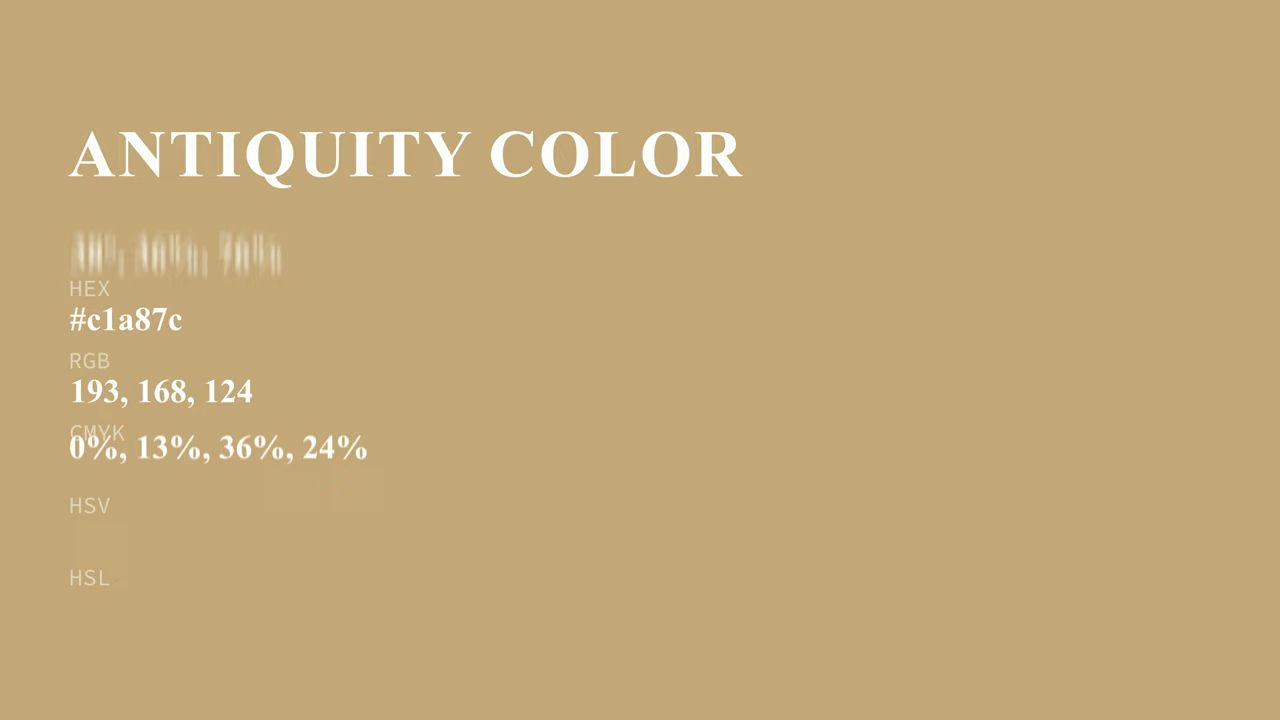 ANTIQUITY COLOR
HEX
#c1a87c
RGB
193, 168, 124
CMYK
0%, 13%, 36%, 24%
HSV
HSL